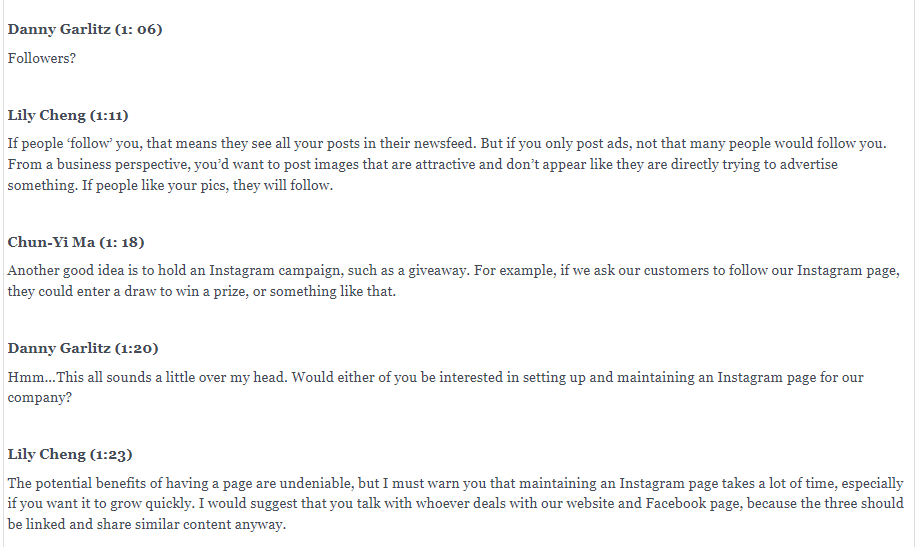 Danny Garlitz (1: 06)
Followers?
Lily Cheng (1:11)
If people ‘follow’ you, that means they see all your posts in their newsfeed. But if you only post ads, not that many people would follow you.
From a business perspective, you’d want to post images that are attractive and don’t appear like they are directly trying to advertise
something. If people like your pics, they will follow.
Chun-Yi Ma (1: 18)
Another good idea is to hold an Instagram campaign, such as a giveaway. For example, if we ask our customers to follow our Instagram page,
they could enter a draw to win a prize, or something like that.
Danny Garlitz (1:20)
Hmm...This all sounds a little over my head. Would either of you be interested in setting up and maintaining an Instagram page for our
company?
Lily Cheng (1:23)
The potential benefits of having a page are undeniable, but I must warn you that maintaining an Instagram page takes a lot of time, especially
if you want it to grow quickly. I would suggest that you talk with whoever deals with our website and Facebook page, because the three should
be linked and share similar content anyway.